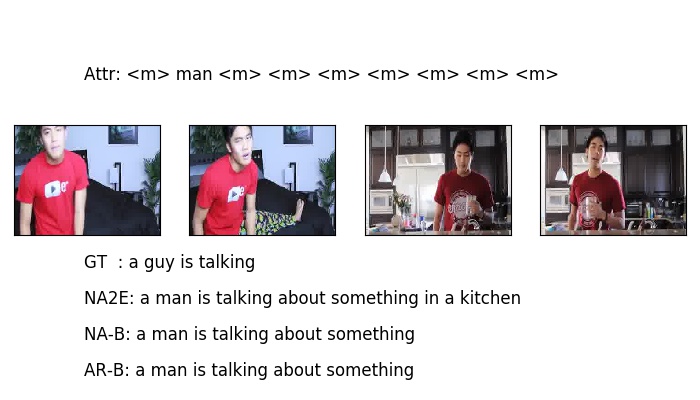 Attr: <m> man <m> <m> <m> <m> <m> <m> <m>
GT  : a guy is talking
NA2E: a man is talking about something in a kitchen
NA-B: a man is talking about something
AR-B: a man is talking about something